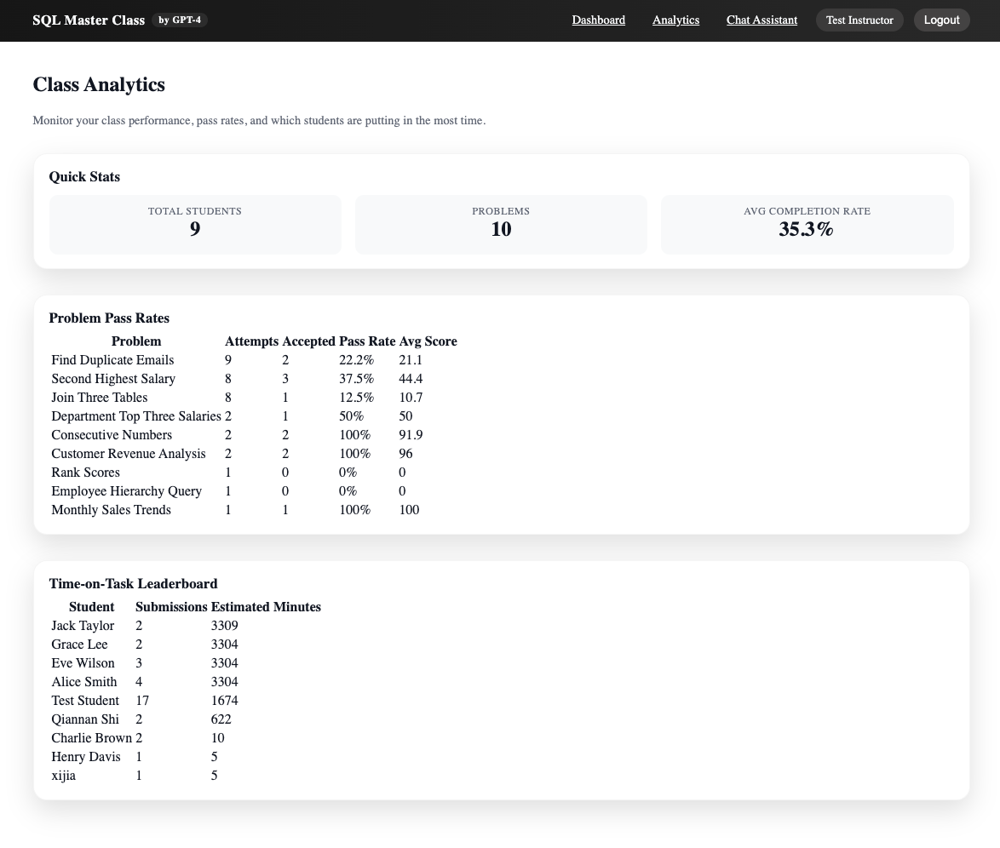 SQL Master Class by GPT-4 Dashboard Analytics Chat Assistant Test Instructor Logout
Class Analytics
Monitor your class performance, pass rates, and which students are putting in the most time.
Quick Stats
TOTAL STUDENTS PROBLEMS AVG COMPLETION RATE
9 10 35.3%
Problem Pass Rates
Problem Attempts Accepted Pass Rate Avg Score
Find Duplicate Emails 9 2 22.2% 21.1
Second Highest Salary 8 3 37.5% 44.4
Join Three Tables 8 1 12.5% 10.7
Department Top Three Salaries 2 1 50% 50
Consecutive Numbers 2 2 100% 91.9
Customer Revenue Analysis 2 2 100% 96
Rank Scores 1 0 0% 0
Employee Hierarchy Query 1 0 0% 0
Monthly Sales Trends 1 1 100% 100
Time-on-Task Leaderboard
Student Submissions Estimated Minutes
Jack Taylor 2 3309
Grace Lee 2 3304
Eve Wilson 3 3304
Alice Smith 4 3304
Test Student 17 1674
Qiannan Shi 2 622
Charlie Brown 2 10
Henry Davis 1 5
xijia 1 5